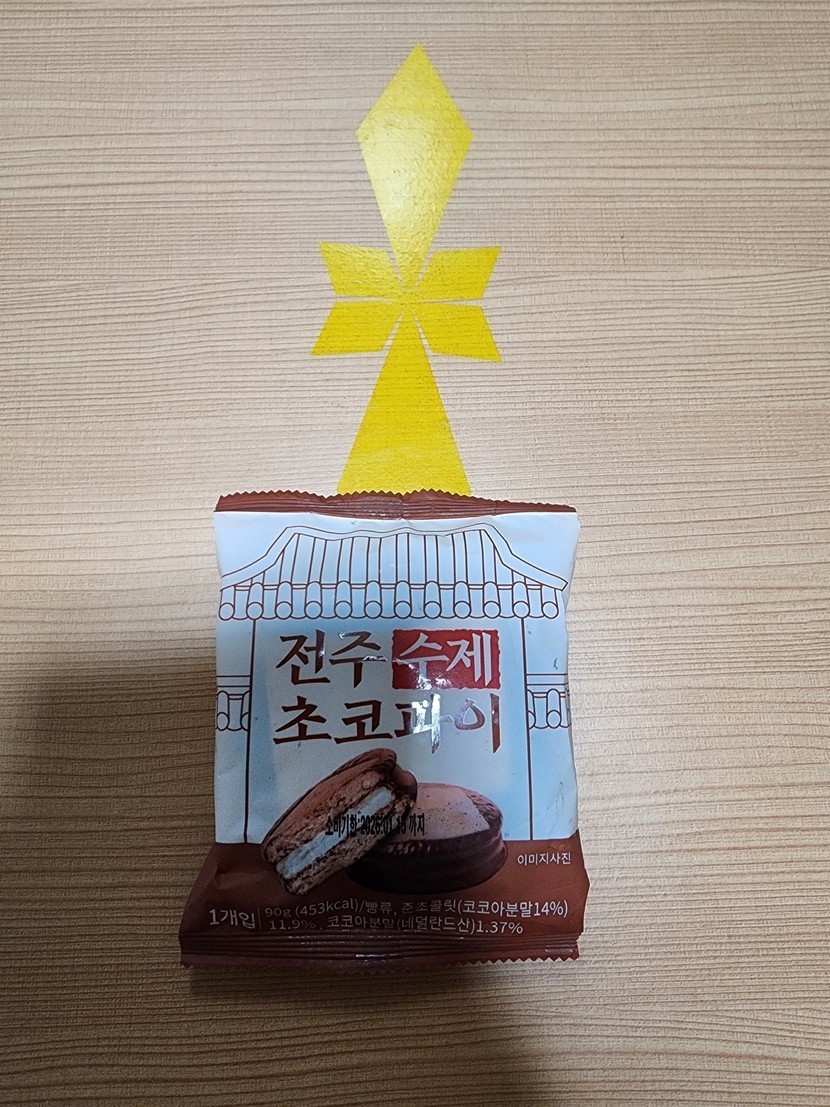 전주 수제
초코파이
소비기한:2026.01.15 까지
이미지사진
1개입 90g (453kcal)/빵류, 준초콜릿(코코아분말14%)
11.9%, 코코아분말(네덜란드산)1.37%